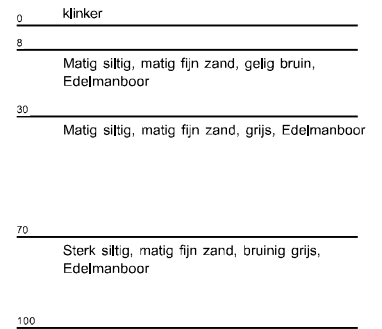 klinker
0
8
Matig siltig, matig fijn zand, gelig bruin,
Edelmanboor
30
Matig siltig, matig fijn zand, grijs, Edelmanboor
70
Sterk siltig, matig fijn zand, bruinig grijs,
Edelmanboor
100